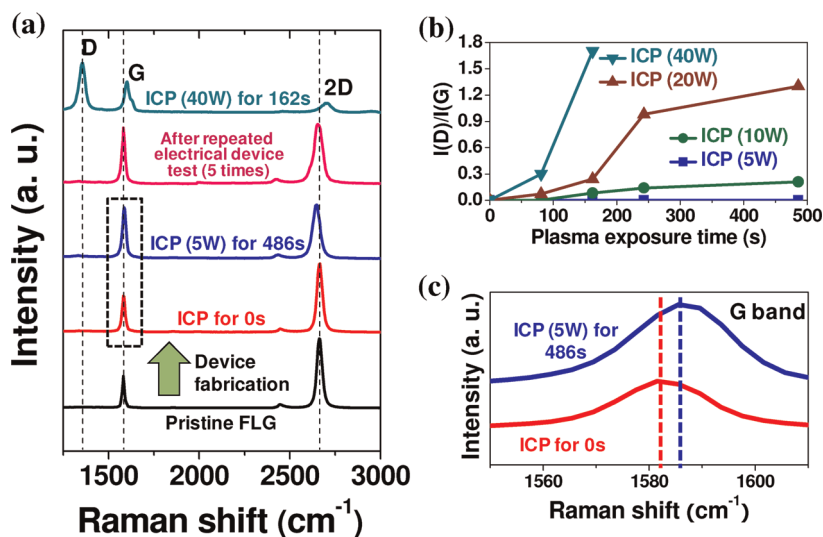 (a)
D
G
2D
ICP (40W) for 162s
After repeated
electrical device
test (5 times)
ICP (5W) for 486s
ICP for 0s
Device
fabrication
Pristine FLG
Intensity (a. u.)
1500 2000 2500 3000
Raman shift (cm⁻¹)
(b)
I(D)/I(G)
1.8
1.5
1.2
0.9
0.6
0.3
0.0
ICP (40W)
ICP (20W)
ICP (10W)
ICP (5W)
0 100 200 300 400 500
Plasma exposure time (s)
(c)
G band
ICP (5W) for
486s
ICP for 0s
Intensity (a. u.)
1560 1580 1600
Raman shift (cm⁻¹)